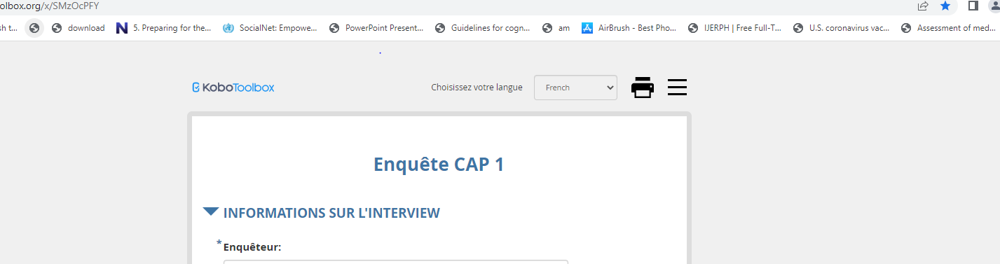 olbox.org/x/SMzOcPFY
sh t... download 5. Preparing for the... SocialNet: Empowe... PowerPoint Present... Guidelines for cogn... am AirBrush - Best Pho... IJERPH | Free Full-T... U.S. coronavirus vac... Assessment of med...
KoboToolbox Choisissez votre langue French
Enquête CAP 1
INFORMATIONS SUR L'INTERVIEW
* Enquêteur: